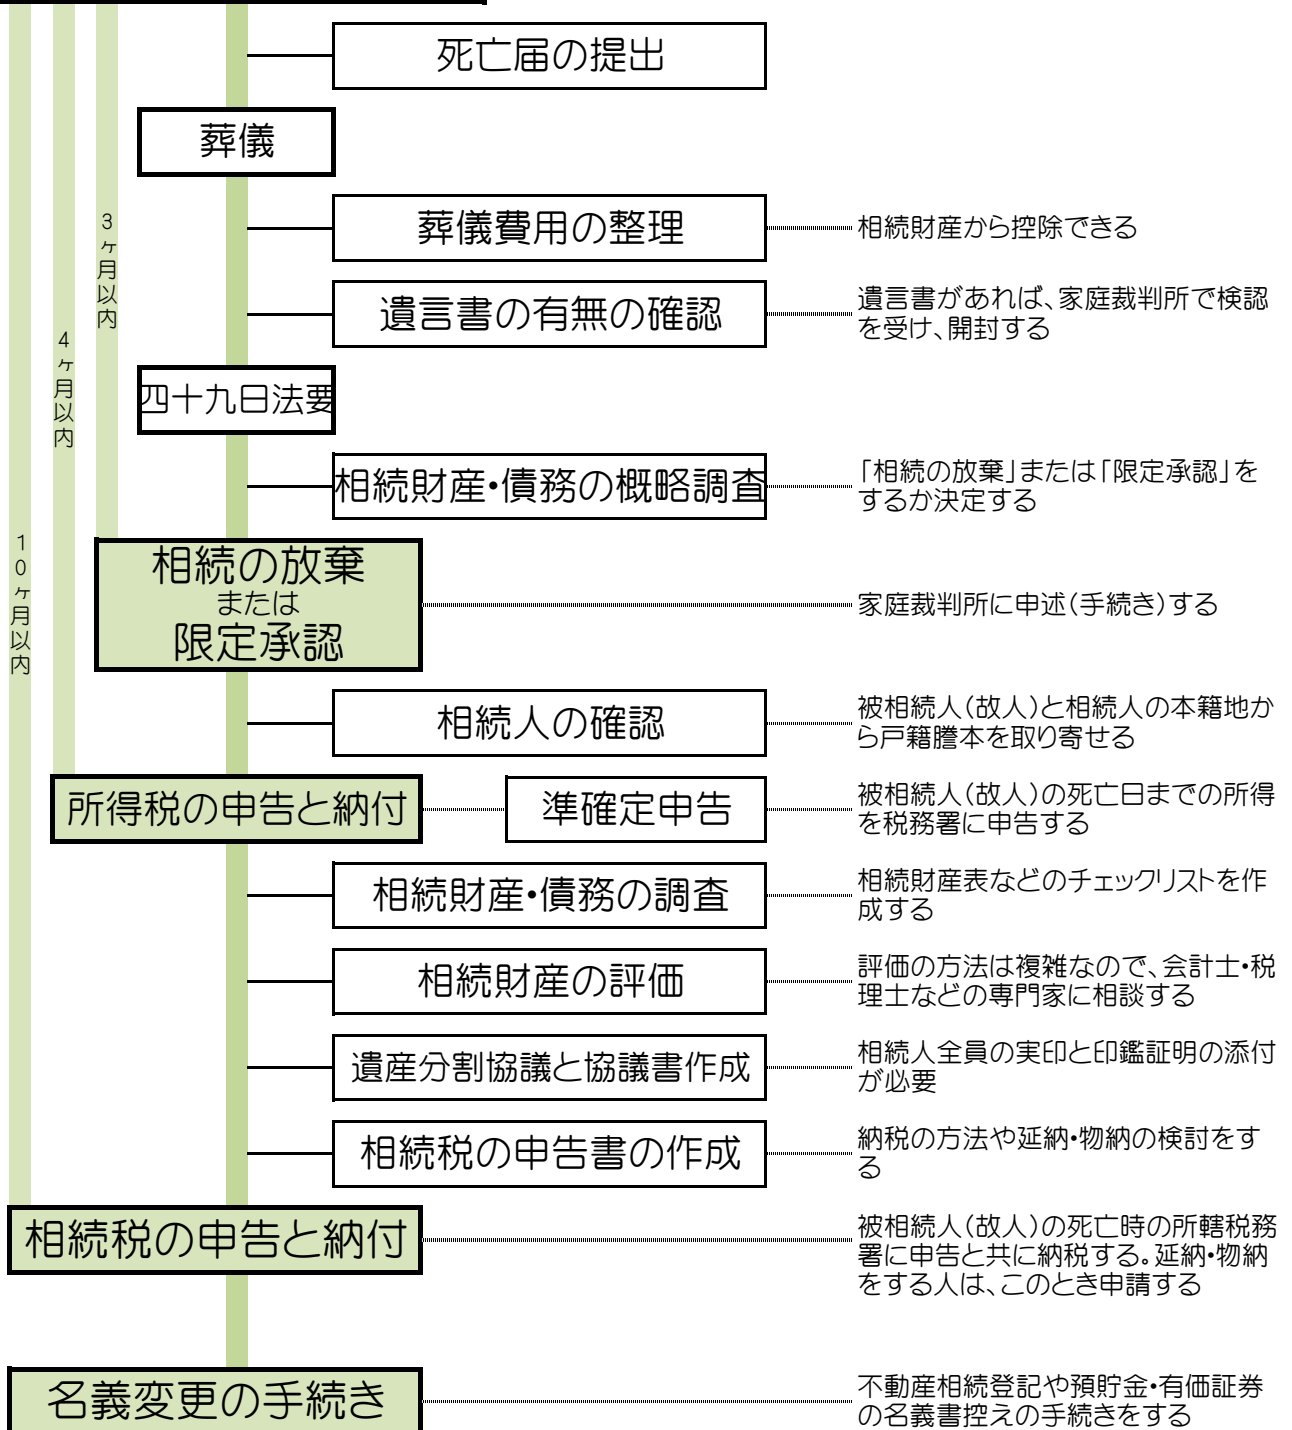 死亡届の提出
葬儀
葬儀費用の整理
相続財産から控除できる
3ヶ月以内
遺言書の有無の確認
遺言書があれば、家庭裁判所で検認
を受け、開封する
4ヶ月以内
四十九日法要
相続財産・債務の概略調査
「相続の放棄」または「限定承認」を
するか決定する
10ヶ月以内
相続の放棄
または
限定承認
家庭裁判所に申述(手続き)する
相続人の確認
被相続人(故人)と相続人の本籍地か
ら戸籍謄本を取り寄せる
所得税の申告と納付
準確定申告
被相続人(故人)の死亡日までの所得
を税務署に申告する
相続財産・債務の調査
相続財産表などのチェックリストを作
成する
相続財産の評価
評価の方法は複雑なので、会計士・税
理士などの専門家に相談する
遺産分割協議と協議書作成
相続人全員の実印と印鑑証明の添付
が必要
相続税の申告書の作成
納税の方法や延納・物納の検討をす
る
相続税の申告と納付
被相続人(故人)の死亡時の所轄税務
署に申告と共に納税する。延納・物納
をする人は、このとき申請する
名義変更の手続き
不動産相続登記や預貯金・有価証券
の名義書控えの手続きをする